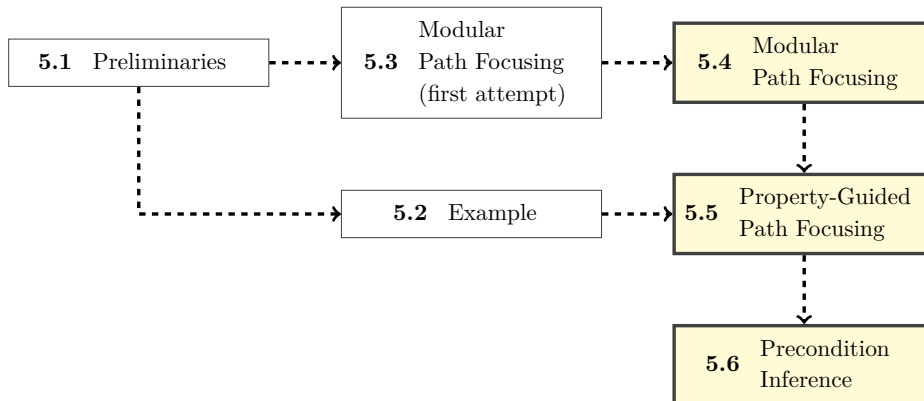 5.1 Preliminaries
5.3 Modular
Path Focusing
(first attempt)
5.4 Modular
Path Focusing
5.2 Example
5.5 Property-Guided
Path Focusing
5.6 Precondition
Inference